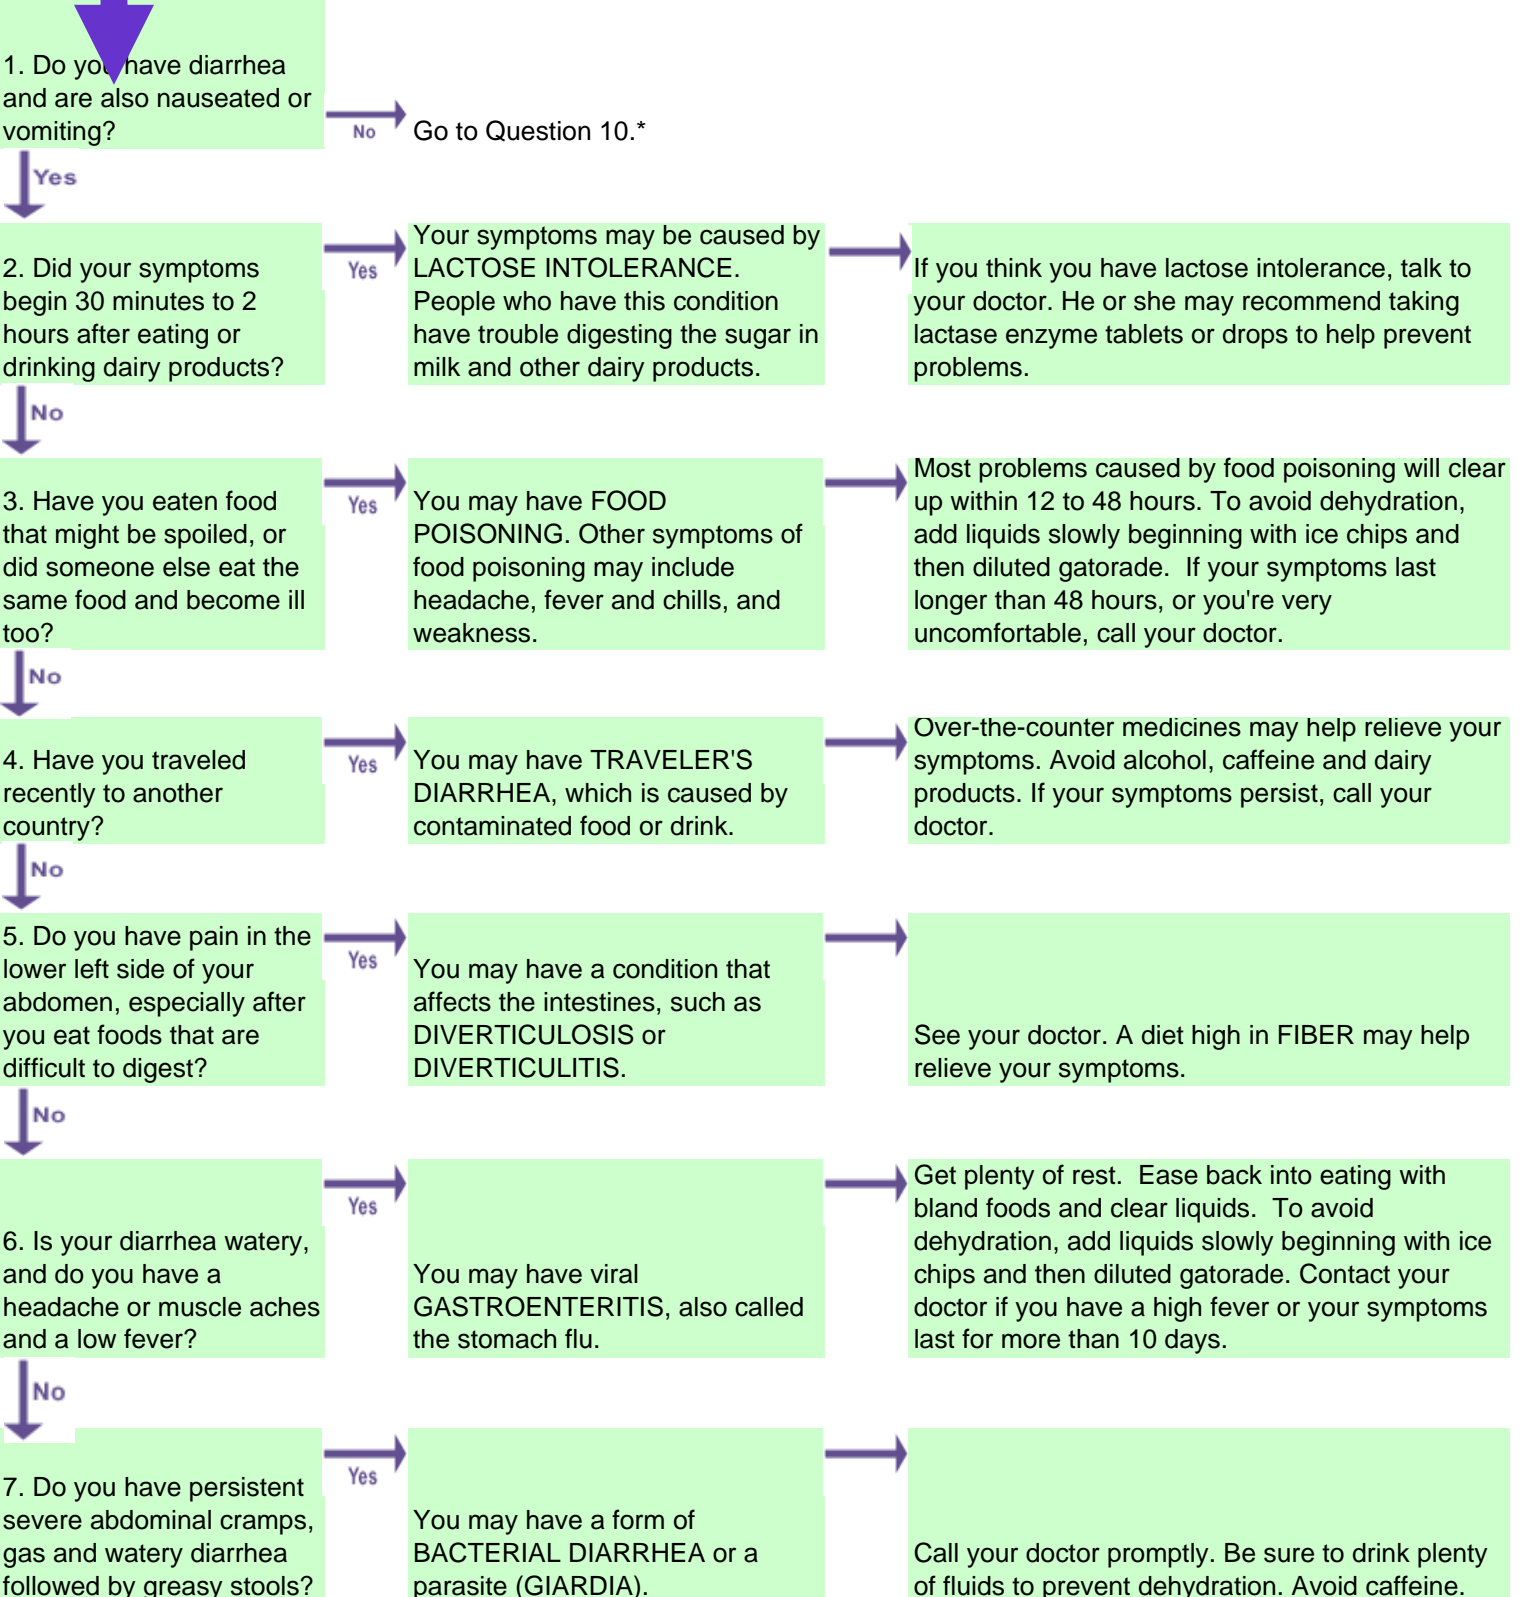 1. Do you have diarrhea
and are also nauseated or
vomiting?
No
Go to Question 10.*
Yes
2. Did your symptoms
begin 30 minutes to 2
hours after eating or
drinking dairy products?
Yes
Your symptoms may be caused by
LACTOSE INTOLERANCE.
People who have this condition
have trouble digesting the sugar in
milk and other dairy products.
If you think you have lactose intolerance, talk to
your doctor. He or she may recommend taking
lactase enzyme tablets or drops to help prevent
problems.
No
3. Have you eaten food
that might be spoiled, or
did someone else eat the
same food and become ill
too?
Yes
You may have FOOD
POISONING. Other symptoms of
food poisoning may include
headache, fever and chills, and
weakness.
Most problems caused by food poisoning will clear
up within 12 to 48 hours. To avoid dehydration,
add liquids slowly beginning with ice chips and
then diluted gatorade.  If your symptoms last
longer than 48 hours, or you're very
uncomfortable, call your doctor.
No
4. Have you traveled
recently to another
country?
Yes
You may have TRAVELER'S
DIARRHEA, which is caused by
contaminated food or drink.
Over-the-counter medicines may help relieve your
symptoms. Avoid alcohol, caffeine and dairy
products. If your symptoms persist, call your
doctor.
No
5. Do you have pain in the
lower left side of your
abdomen, especially after
you eat foods that are
difficult to digest?
Yes
You may have a condition that
affects the intestines, such as
DIVERTICULOSIS or
DIVERTICULITIS.
See your doctor. A diet high in FIBER may help
relieve your symptoms.
No
6. Is your diarrhea watery,
and do you have a
headache or muscle aches
and a low fever?
Yes
You may have viral
GASTROENTERITIS, also called
the stomach flu.
Get plenty of rest.  Ease back into eating with
bland foods and clear liquids.  To avoid
dehydration, add liquids slowly beginning with ice
chips and then diluted gatorade. Contact your
doctor if you have a high fever or your symptoms
last for more than 10 days.
No
7. Do you have persistent
severe abdominal cramps,
gas and watery diarrhea
followed by greasy stools?
Yes
You may have a form of
BACTERIAL DIARRHEA or a
parasite (GIARDIA).
Call your doctor promptly. Be sure to drink plenty
of fluids to prevent dehydration. Avoid caffeine.